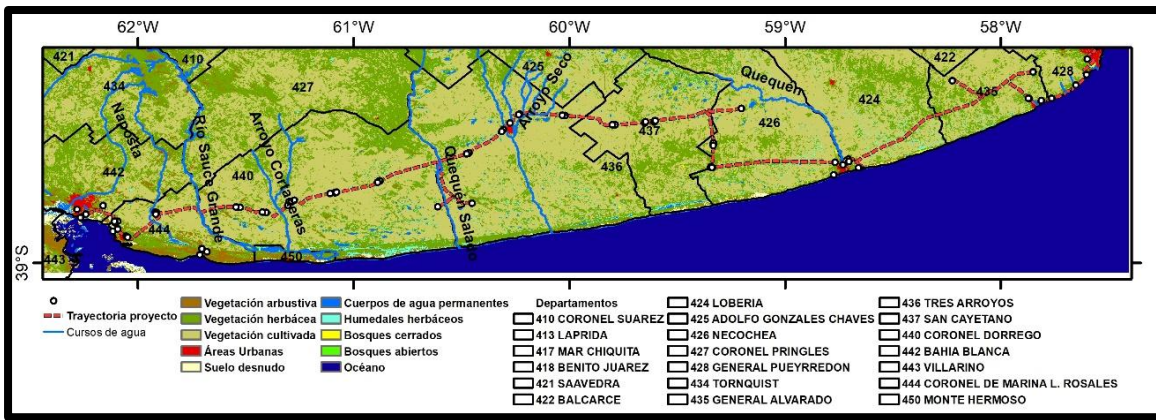 62°W 61°W 60°W 59°W 58°W
421
410
434
427
425
Arroyo Seco
Quequén
422
428
435
424
426
437
436
Naposta
Río Sauce Grande
Arroyo Cortaderas
440
442
444
Quequén Salado
443
450
39°S
Trayectoria proyecto
Cursos de agua
Vegetación arbustiva
Vegetación herbácea
Vegetación cultivada
Áreas Urbanas
Suelo desnudo
Cuerpos de agua permanentes
Humedales herbáceos
Bosques cerrados
Bosques abiertos
Océano
Departamentos
410 CORONEL SUAREZ
413 LAPRIDA
417 MAR CHIQUITA
418 BENITO JUAREZ
421 SAAVEDRA
422 BALCARCE
424 LOBERIA
425 ADOLFO GONZALES CHAVES
426 NECOCHEA
427 CORONEL PRINGLES
428 GENERAL PUEYRREDON
434 TORNQUIST
435 GENERAL ALVARADO
436 TRES ARROYOS
437 SAN CAYETANO
440 CORONEL DORREGO
442 BAHIA BLANCA
443 VILLARINO
444 CORONEL DE MARINA L. ROSALES
450 MONTE HERMOSO